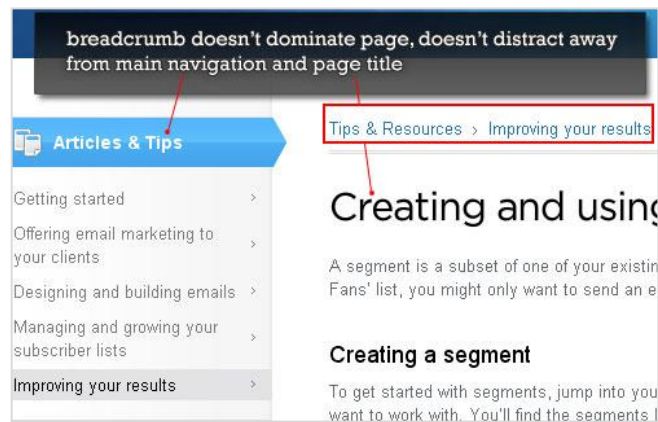 breadcrumb doesn't dominate page, doesn't distract away
from main navigation and page title
Articles & Tips
Getting started
Offering email marketing to
your clients
Designing and building emails
Managing and growing your
subscriber lists
Improving your results
Tips & Resources › Improving your results
Creating and using
A segment is a subset of one of your existin
Fans' list, you might only want to send an e
Creating a segment
To get started with segments, jump into you
want to work with. You'll find the segments l